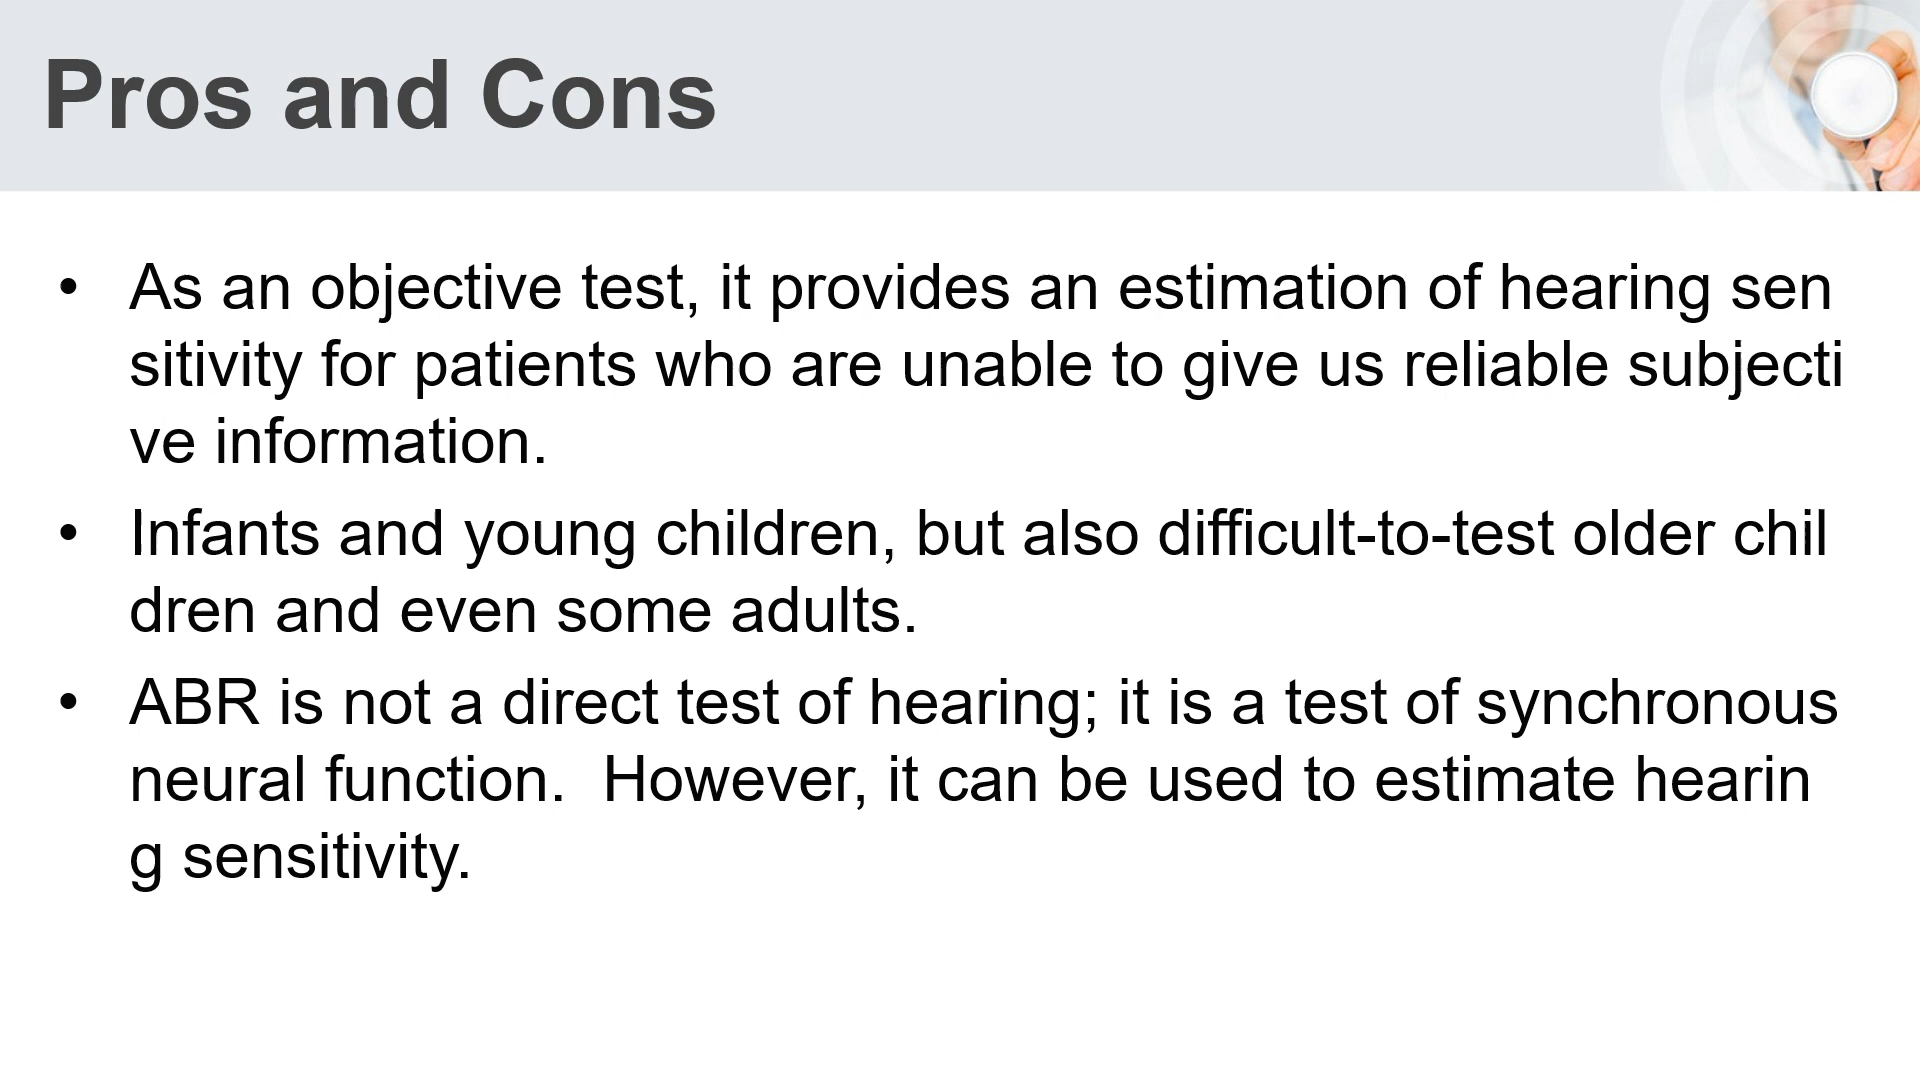 Pros and Cons
• As an objective test, it provides an estimation of hearing sen
sitivity for patients who are unable to give us reliable subjecti
ve information.
• Infants and young children, but also difficult-to-test older chil
dren and even some adults.
• ABR is not a direct test of hearing; it is a test of synchronous
neural function.  However, it can be used to estimate hearin
g sensitivity.